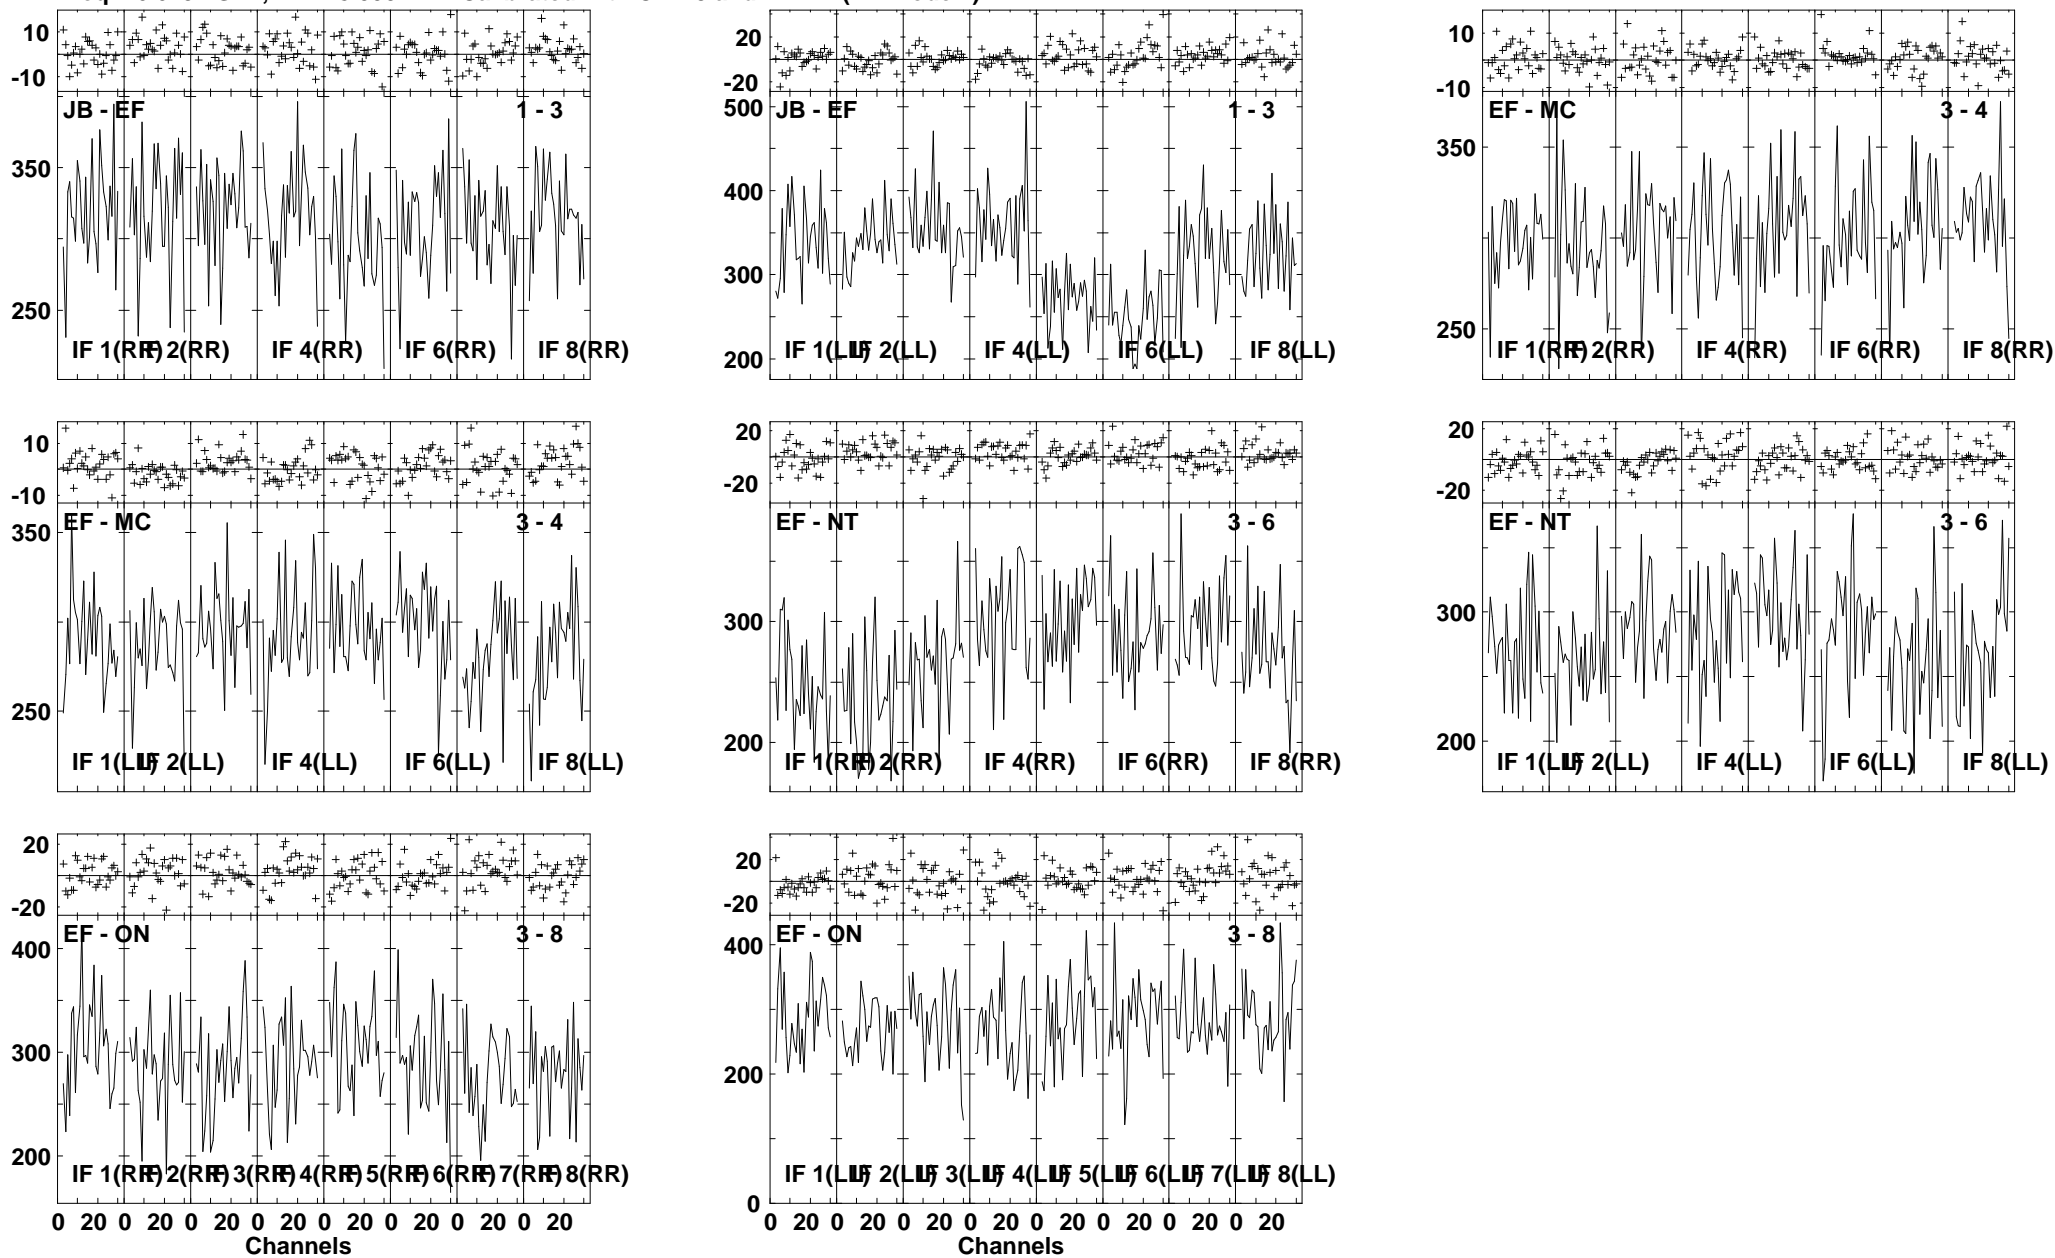 10
-10
JB - EF
1 - 3
350
250
IF 1(RR)
IF 2(RR)
IF 4(RR)
IF 6(RR)
IF 8(RR)
20
-20
500
JB - EF
1 - 3
400
300
200
IF 1(LL)
IF 2(LL)
IF 4(LL)
IF 6(LL)
IF 8(LL)
10
-10
EF - MC
3 - 4
350
250
IF 1(RR)
IF 2(RR)
IF 4(RR)
IF 6(RR)
IF 8(RR)
10
-10
350
EF - MC
3 - 4
250
IF 1(LL)
IF 2(LL)
IF 4(LL)
IF 6(LL)
IF 8(LL)
20
-20
EF - NT
3 - 6
300
200
IF 1(RR)
IF 2(RR)
IF 4(RR)
IF 6(RR)
IF 8(RR)
20
-20
EF - NT
3 - 6
300
200
IF 1(LL)
IF 2(LL)
IF 4(LL)
IF 6(LL)
IF 8(LL)
20
-20
400
EF - ON
3 - 8
300
200
IF 1(RR)
IF 2(RR)
IF 3(RR)
IF 4(RR)
IF 5(RR)
IF 6(RR)
IF 7(RR)
IF 8(RR)
0 20 0 20 0 20 0 20 0 20 0 20 0 20 0 20
Channels
20
-20
400
EF - ON
3 - 8
200
0
IF 1(LL)
IF 2(LL)
IF 3(LL)
IF 4(LL)
IF 5(LL)
IF 6(LL)
IF 7(LL)
IF 8(LL)
0 20 0 20 0 20 0 20 0 20 0 20 0 20 0 20
Channels